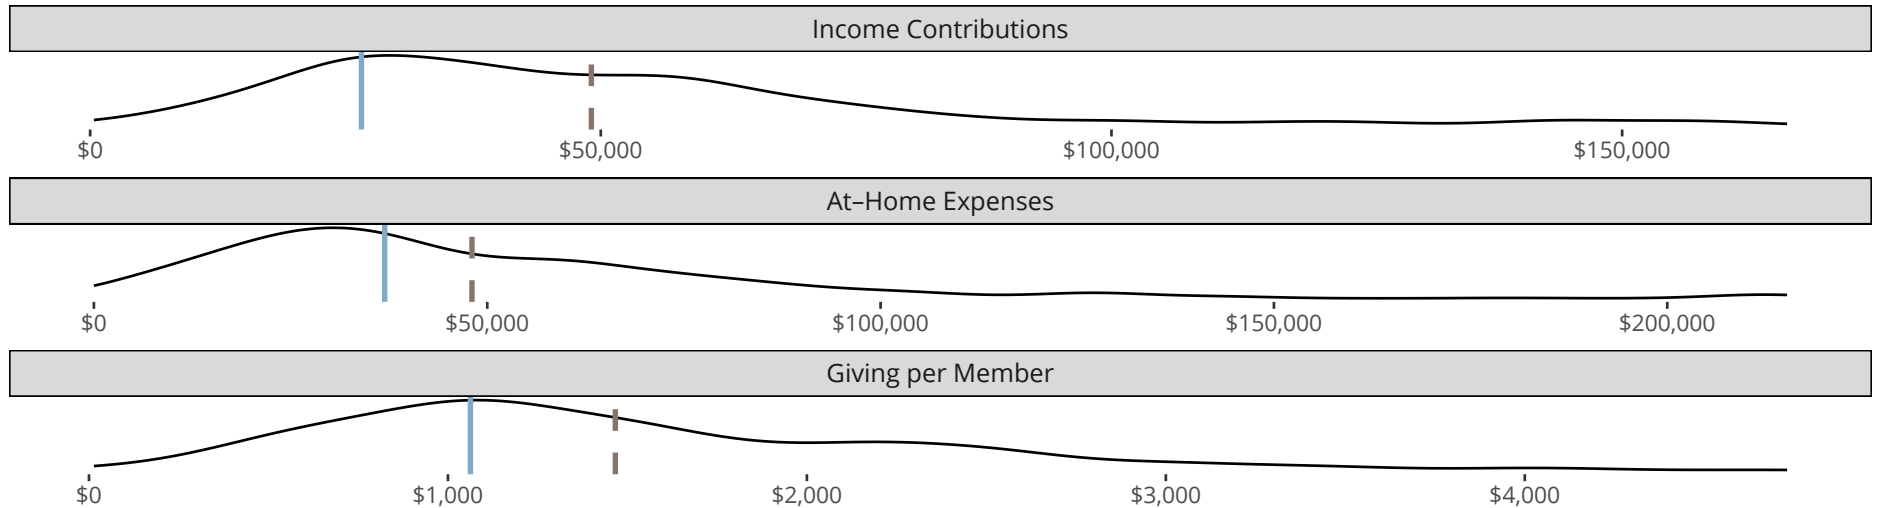 Income Contributions
$0 $50,000 $100,000 $150,000
At–Home Expenses
$0 $50,000 $100,000 $150,000 $200,000
Giving per Member
$0 $1,000 $2,000 $3,000 $4,000